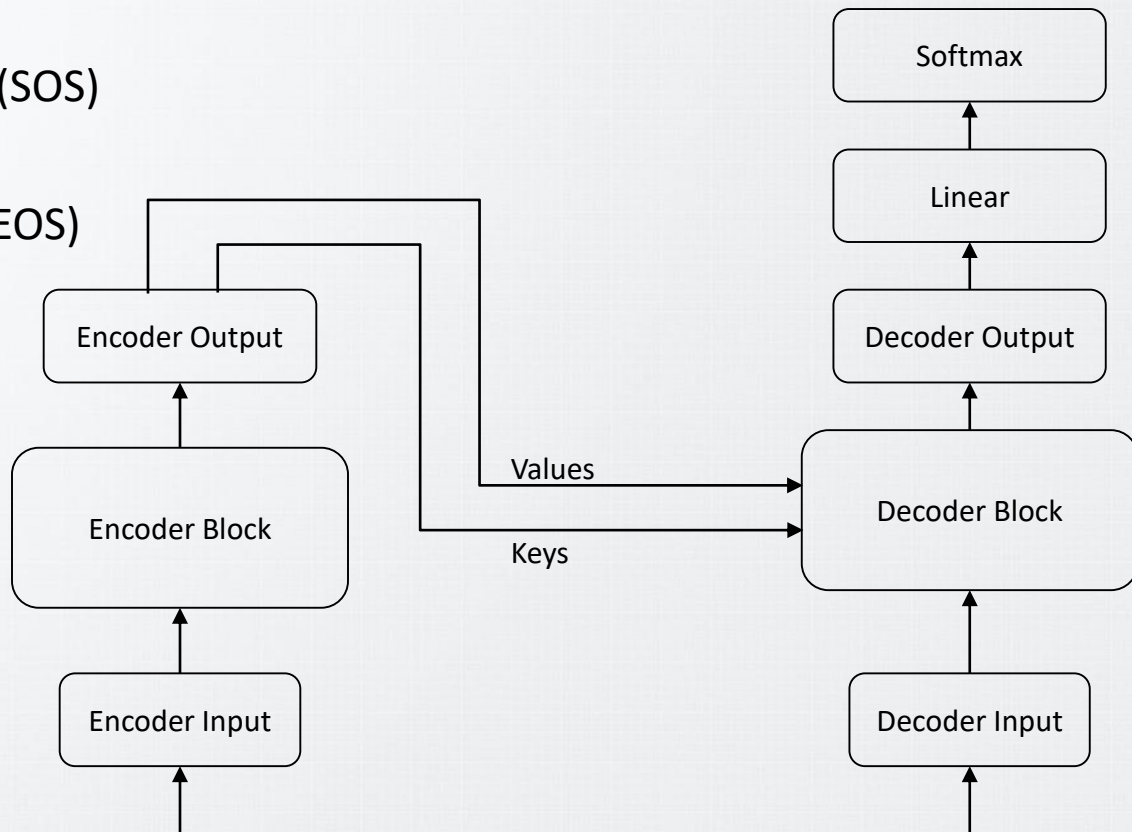 (SOS)
EOS)
Encoder Output
Encoder Block
Encoder Input
Values
Keys
Softmax
Linear
Decoder Output
Decoder Block
Decoder Input